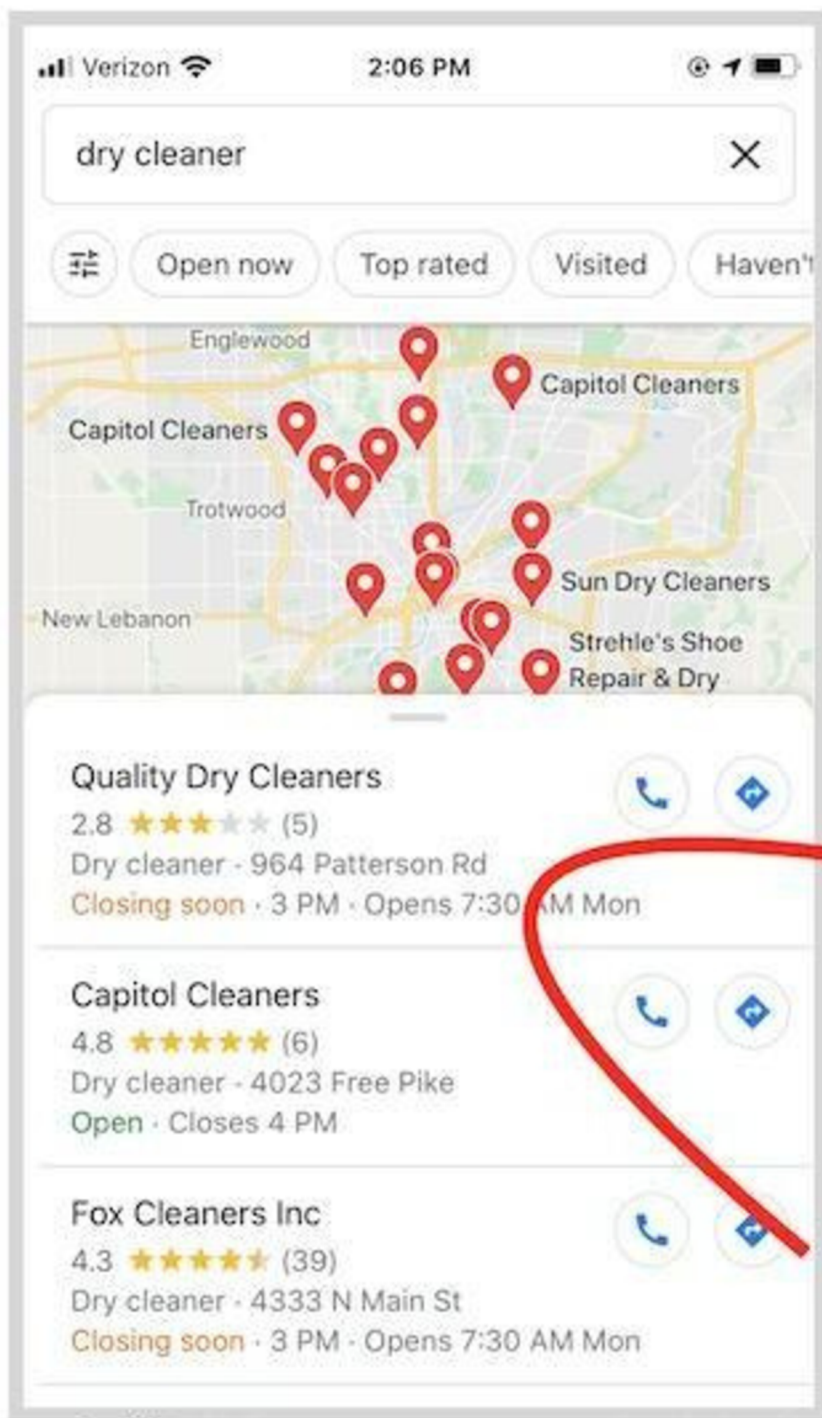 Verizon 2:06 PM
dry cleaner
Open now Top rated Visited Haven't
Englewood
Capitol Cleaners
Capitol Cleaners
Trotwood
Sun Dry Cleaners
New Lebanon
Strehle's Shoe
Repair & Dry
Quality Dry Cleaners
2.8 (5)
Dry cleaner · 964 Patterson Rd
Closing soon · 3 PM · Opens 7:30 AM Mon
Capitol Cleaners
4.8 (6)
Dry cleaner · 4023 Free Pike
Open · Closes 4 PM
Fox Cleaners Inc
4.3 (39)
Dry cleaner · 4333 N Main St
Closing soon · 3 PM · Opens 7:30 AM Mon